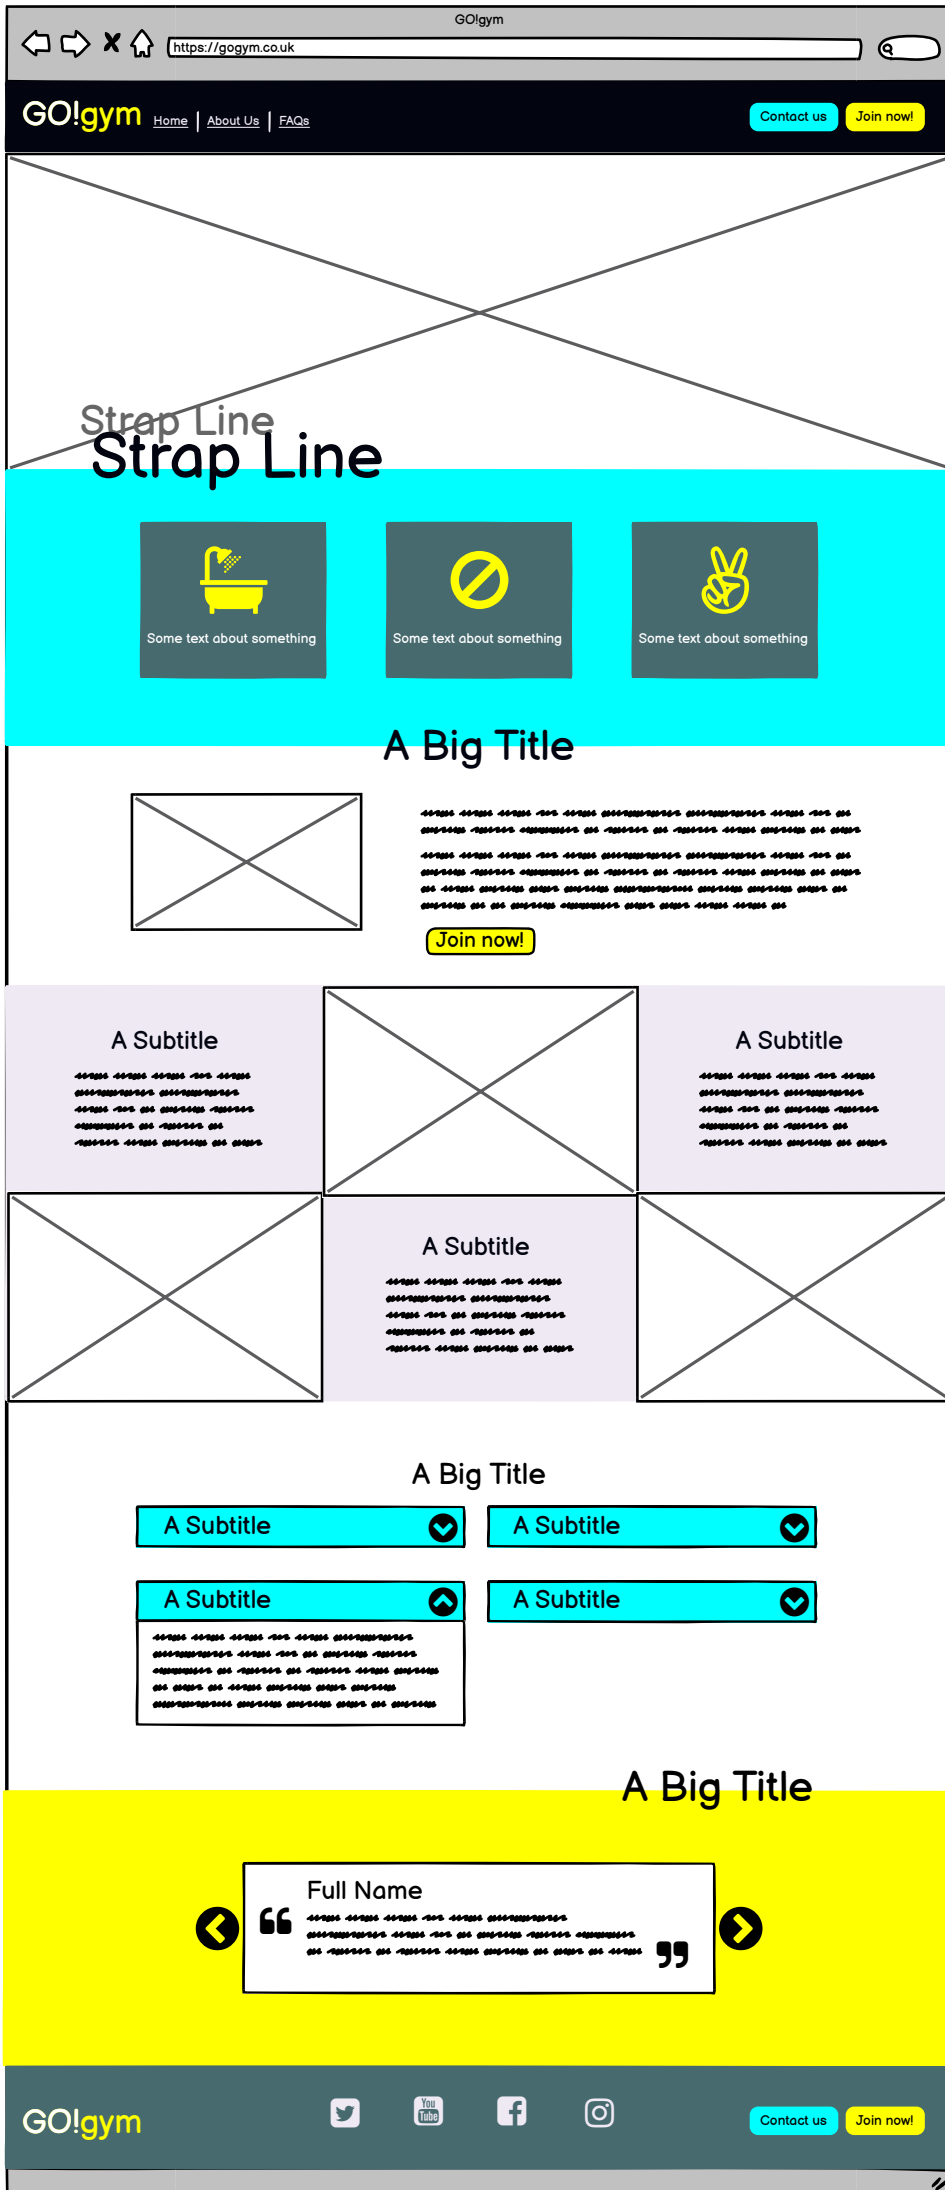 GO!gym
https://gogym.co.uk
GO!gym Home About Us FAQs Contact us Join now!
Strap Line
Strap Line
Some text about something Some text about something Some text about something
A Big Title
Join now!
A Subtitle A Subtitle
A Subtitle
A Big Title
A Subtitle A Subtitle
A Subtitle A Subtitle
A Big Title
Full Name
❝
❞
You
Tube
GO!gym Contact us Join now!